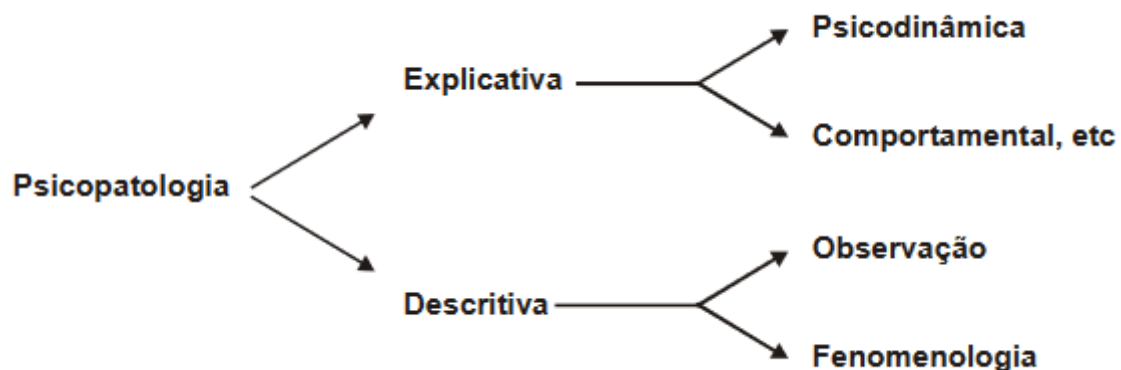 Psicodinâmica
Explicativa
Comportamental, etc
Psicopatologia
Observação
Descritiva
Fenomenologia